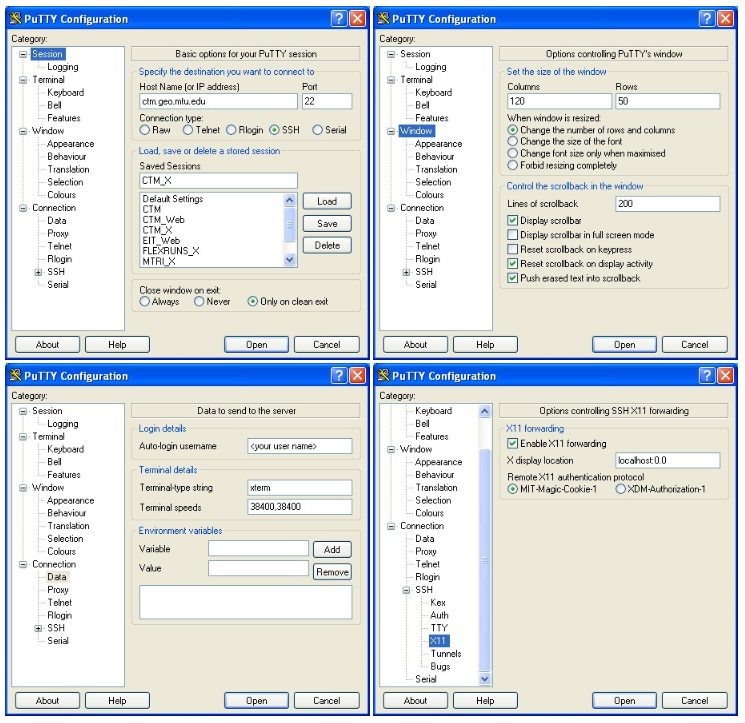 PuTTY Configuration
Category:
Session
Logging
Terminal
Keyboard
Bell
Features
Window
Appearance
Behaviour
Translation
Selection
Colours
Connection
Data
Proxy
Telnet
Rlogin
SSH
Serial
Basic options for your PuTTY session
Specify the destination you want to connect to
Host Name (or IP address) Port
ctm.geo.mtu.edu 22
Connection type:
Raw Telnet Rlogin SSH Serial
Load, save or delete a stored session
Saved Sessions
CTM_X
Default Settings
CTM
CTM_Web
CTM_X
EIT_Web
FLEXRUNS_X
MTRI_X
Load
Save
Delete
Close window on exit:
Always Never Only on clean exit
About Help Open Cancel
PuTTY Configuration
Category:
Session
Logging
Terminal
Keyboard
Bell
Features
Window
Appearance
Behaviour
Translation
Selection
Colours
Connection
Data
Proxy
Telnet
Rlogin
SSH
Serial
Options controlling PuTTY's window
Set the size of the window
Columns Rows
120 50
When window is resized:
Change the number of rows and columns
Change the size of the font
Change font size only when maximised
Forbid resizing completely
Control the scrollback in the window
Lines of scrollback 200
Display scrollbar
Display scrollbar in full screen mode
Reset scrollback on keypress
Reset scrollback on display activity
Push erased text into scrollback
About Help Open Cancel
PuTTY Configuration
Category:
Session
Logging
Terminal
Keyboard
Bell
Features
Window
Appearance
Behaviour
Translation
Selection
Colours
Connection
Data
Proxy
Telnet
Rlogin
SSH
Serial
Data to send to the server
Login details
Auto-login username <your user name>
Terminal details
Terminal-type string xterm
Terminal speeds 38400,38400
Environment variables
Variable Add
Value Remove
About Help Open Cancel
PuTTY Configuration
Category:
Keyboard
Bell
Features
Window
Appearance
Behaviour
Translation
Selection
Colours
Connection
Data
Proxy
Telnet
Rlogin
SSH
Kex
Auth
TTY
X11
Tunnels
Bugs
Serial
Options controlling SSH X11 forwarding
X11 forwarding
Enable X11 forwarding
X display location localhost:0.0
Remote X11 authentication protocol
MIT-Magic-Cookie-1 XDM-Authorization-1
About Help Open Cancel